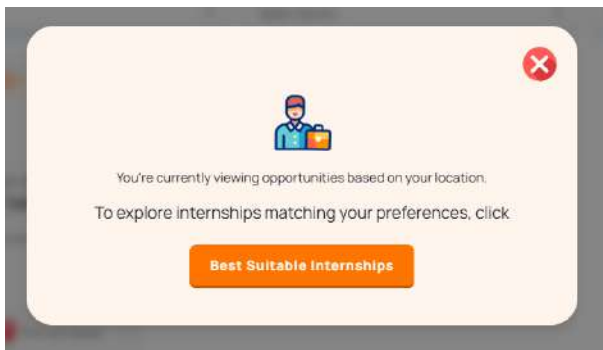 You're currently viewing opportunities based on your location.
To explore internships matching your preferences, click
Best Suitable Internships